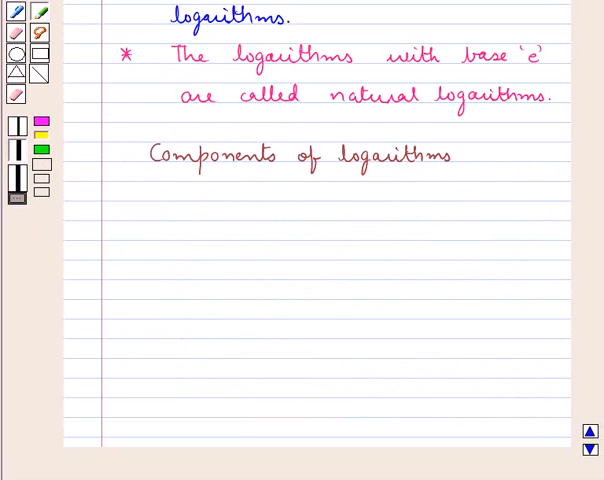 logarithms.
* The logarithms with base 'e'
are called natural logarithms.
Components of logarithms